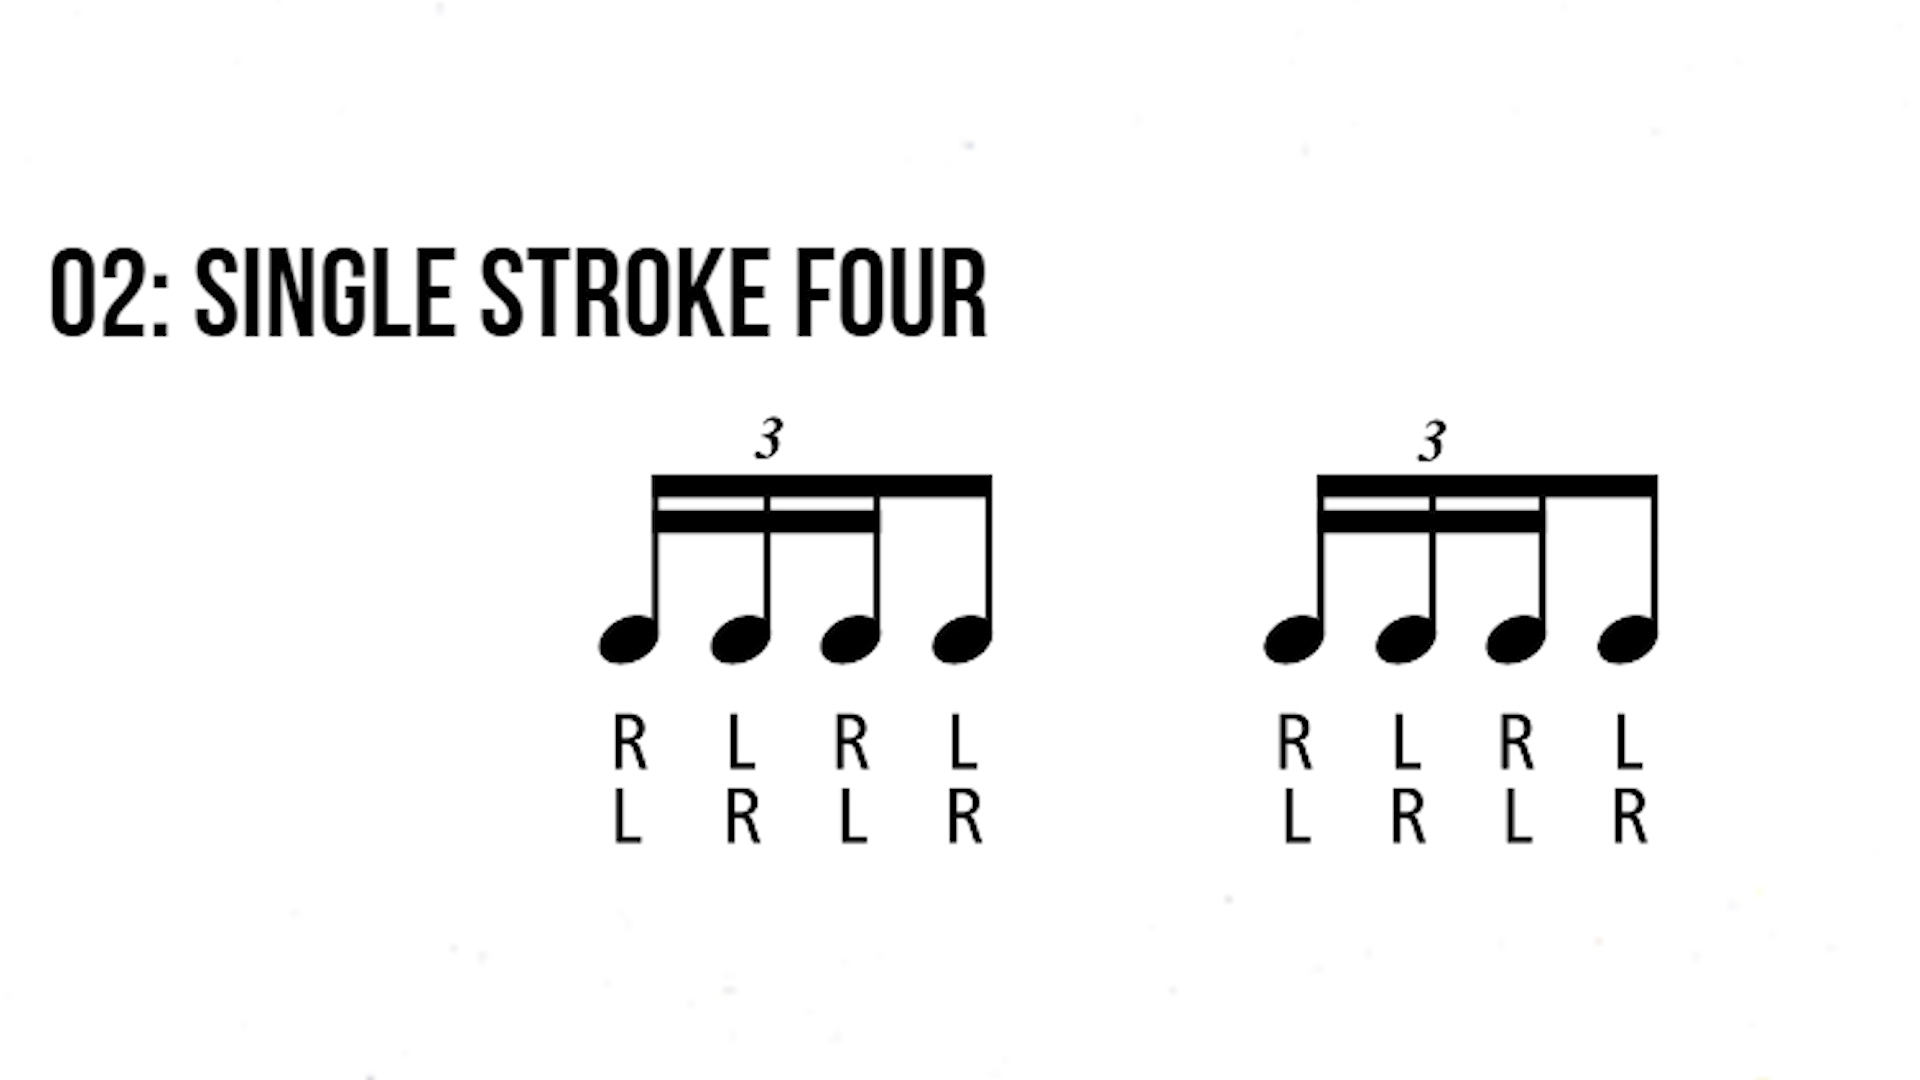 02: SINGLE STROKE FOUR
3 3
R L R L R L R L
L R L R L R L R